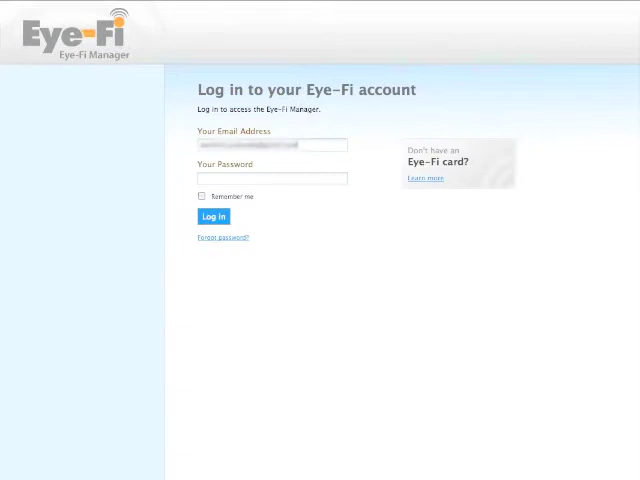 Eye-Fi
Eye-Fi Manager
Log in to your Eye-Fi account
Log in to access the Eye-Fi Manager.
Your Email Address
Your Password
Remember me
Log In
Forgot password?
Don't have an
Eye-Fi card?
Learn more